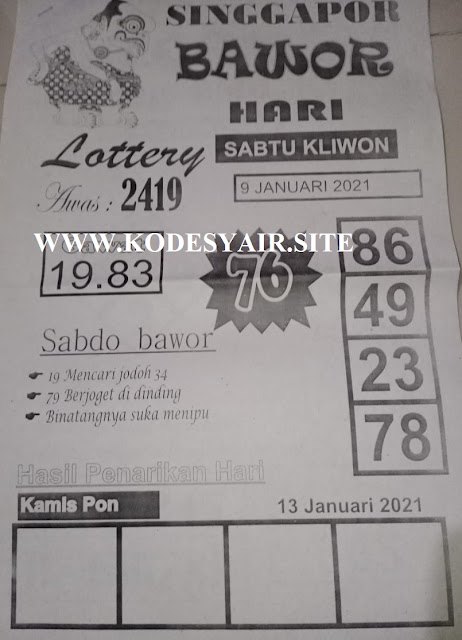 SINGGAPOR
BAWOR
HARI
Lottery
SABTU KLIWON
Awas : 2419
9 JANUARI 2021
WWW.KODESYAIR.SITE
19.83
76
86
49
23
78
Sabdo bawor
19 Mencari jodoh 34
79 Berjoget di dinding
Binatangnya suka menipu
Hasil Penarikan Hari
Kamis Pon
13 Januari 2021